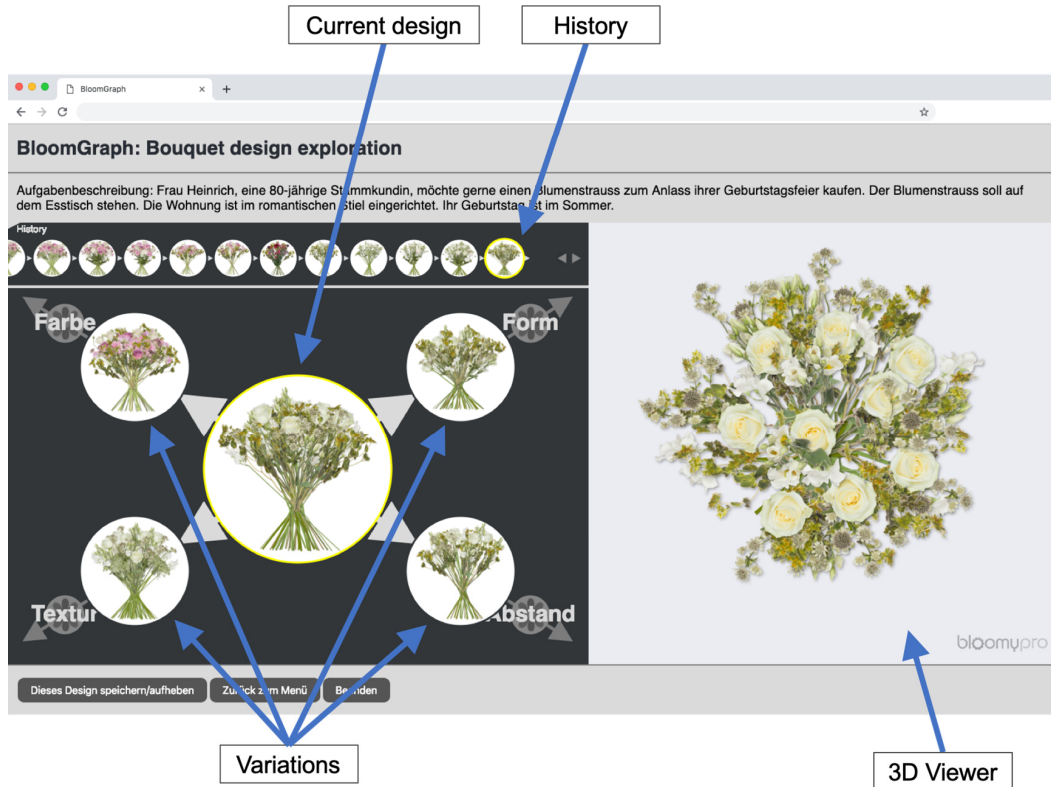 Current design
History
BloomGraph
BloomGraph: Bouquet design exploration
Aufgabenbeschreibung: Frau Heinrich, eine 80-jährige Stammkundin, möchte gerne einen Blumenstrauss zum Anlass ihrer Geburtstagsfeier kaufen. Der Blumenstrauss soll auf
dem Esstisch stehen. Die Wohnung ist im romantischen Stiel eingerichtet. Ihr Geburtstag ist im Sommer.
History
Farbe
Form
Textur
Abstand
bloomypro
Dieses Design speichern/aufheben
Zurück zum Menü
Beenden
Variations
3D Viewer